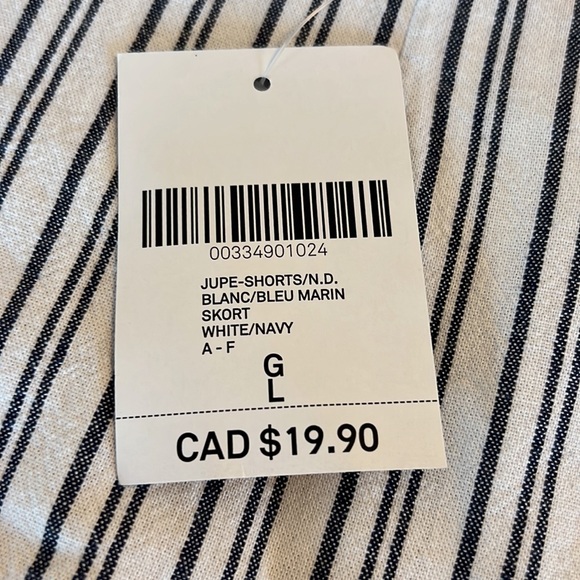 00334901024
JUPE-SHORTS/N.D.
BLANC/BLEU MARIN
SKORT
WHITE/NAVY
A - F
G
L
CAD $19.90